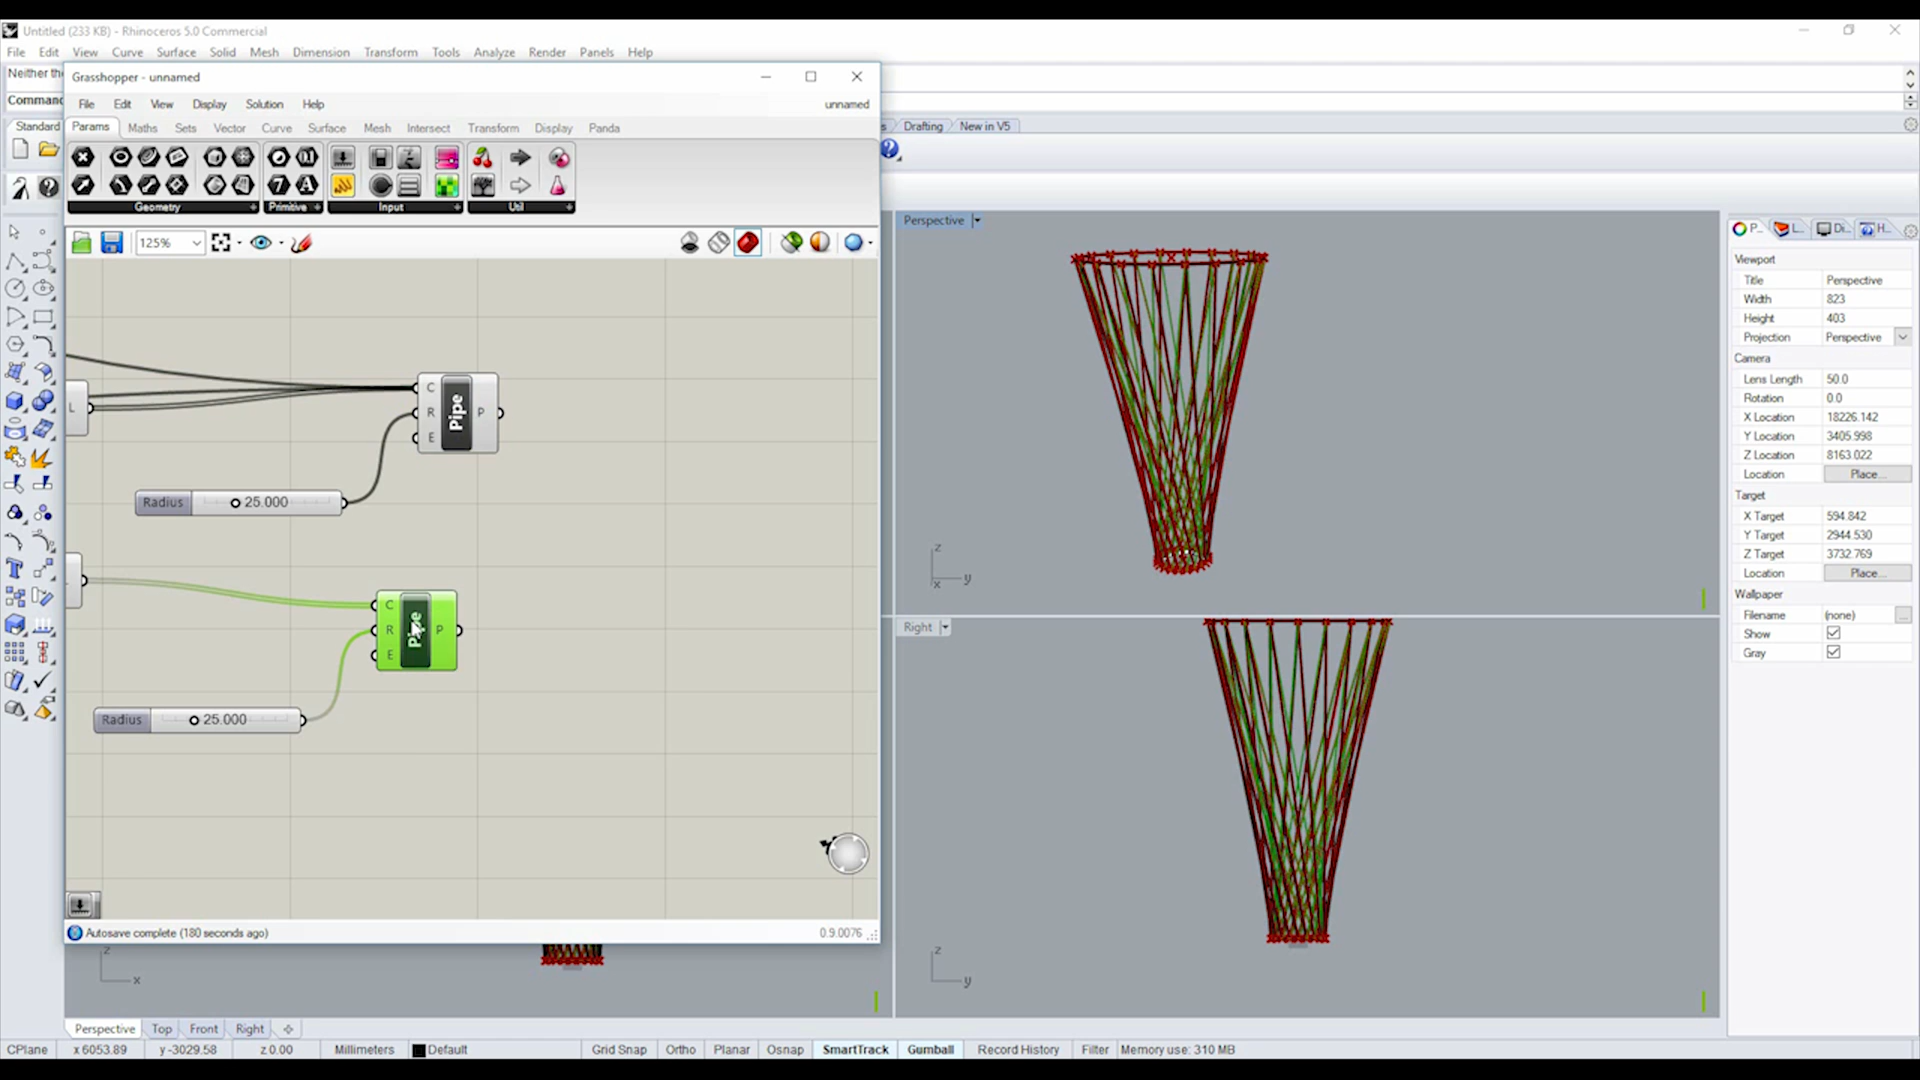 Untitled (233 KB) - Rhinoceros 5.0 Commercial
File Edit View Curve Surface Solid Mesh Dimension Transform Tools Analyze Render Panels Help
Neither the
Command
Grasshopper - unnamed
File Edit View Display Solution Help unnamed
Standard
Params Maths Sets Vector Curve Surface Mesh Intersect Transform Display Panda
s Drafting New in V5
Geometry Primitive Input Util
125%
L
C
R
E
Pipe
P
Radius 25.000
C
R
E
Pipe
P
Radius 25.000
Autosave complete (180 seconds ago) 0.9.0076
Perspective
z
x
y
Right
z
y
z
x
P... L... Di... H...
Viewport
Title Perspective
Width 823
Height 403
Projection Perspective
Camera
Lens Length 50.0
Rotation 0.0
X Location 18226.142
Y Location 3405.998
Z Location 8163.022
Location Place...
Target
X Target 594.842
Y Target 2944.530
Z Target 3732.769
Location Place...
Wallpaper
Filename (none) ...
Show
Gray
Perspective Top Front Right
CPlane x 6053.89 y -3029.58 z 0.00 Millimeters Default Grid Snap Ortho Planar Osnap SmartTrack Gumball Record History Filter Memory use: 310 MB